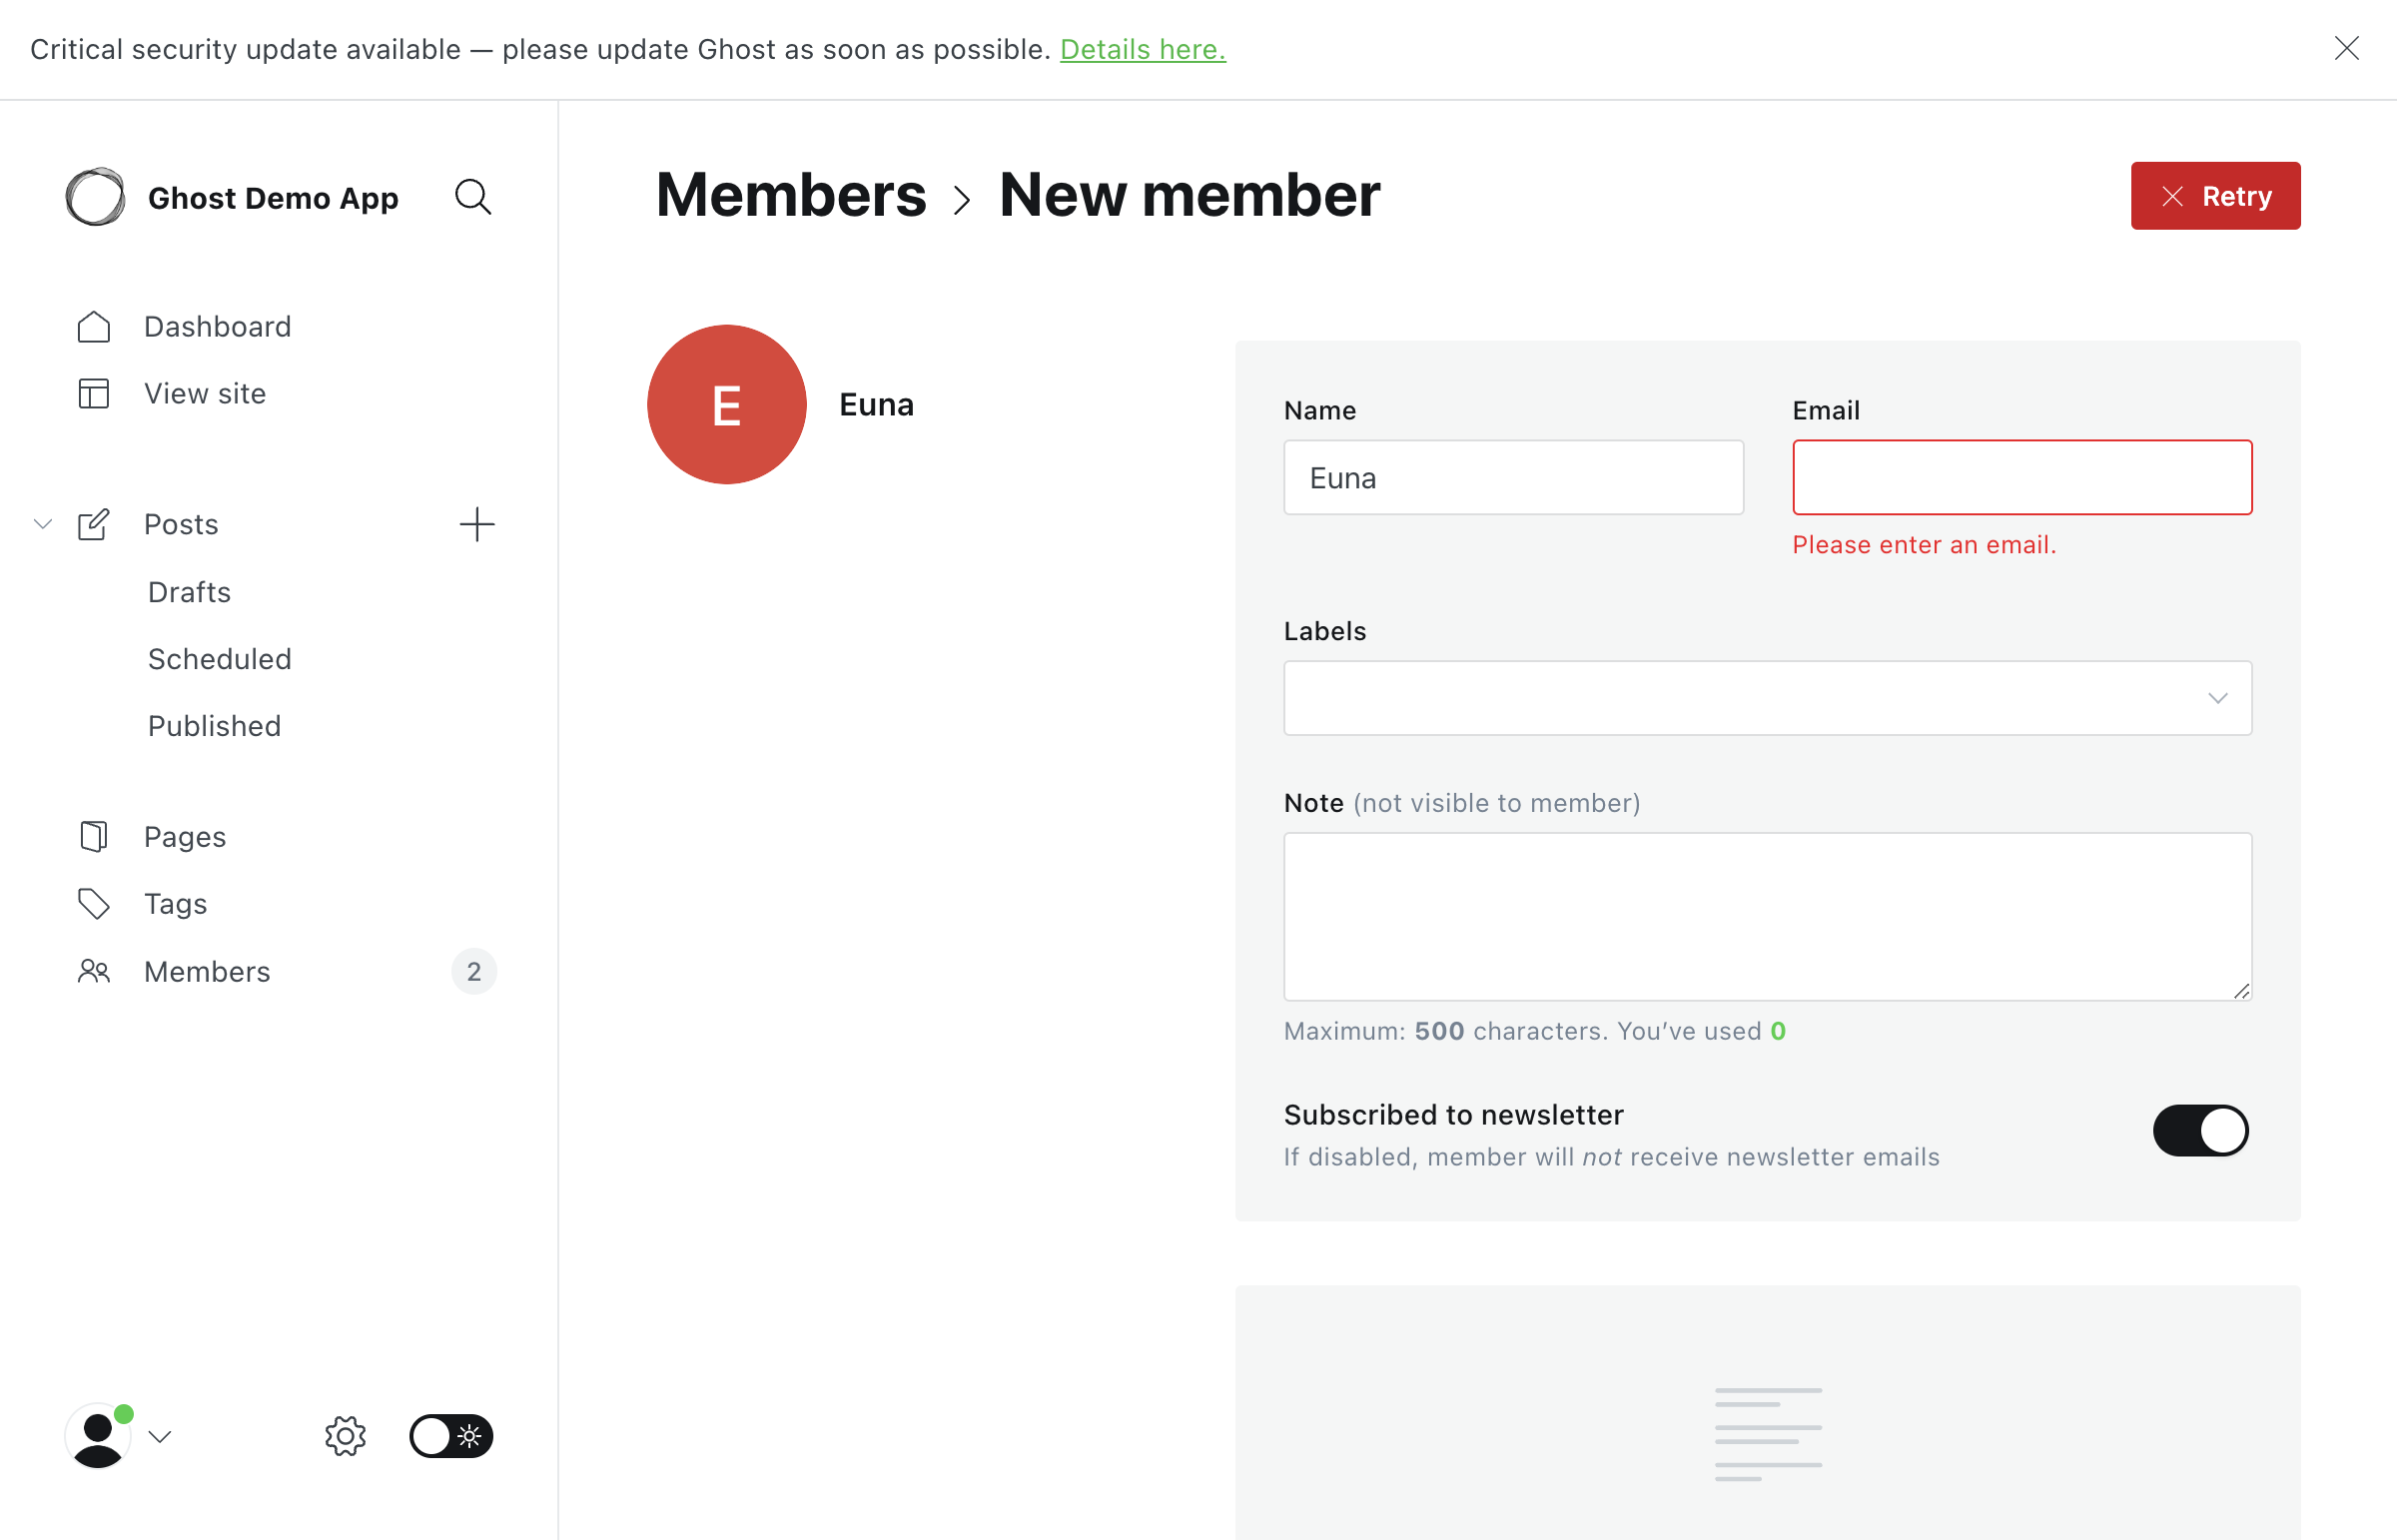 Critical security update available — please update Ghost as soon as possible. Details here.
Ghost Demo App
Dashboard
View site
Posts
Drafts
Scheduled
Published
Pages
Tags
Members 2
Members > New member
Retry
E
Euna
Name
Euna
Email
Please enter an email.
Labels
Note (not visible to member)
Maximum: 500 characters. You’ve used 0
Subscribed to newsletter
If disabled, member will not receive newsletter emails